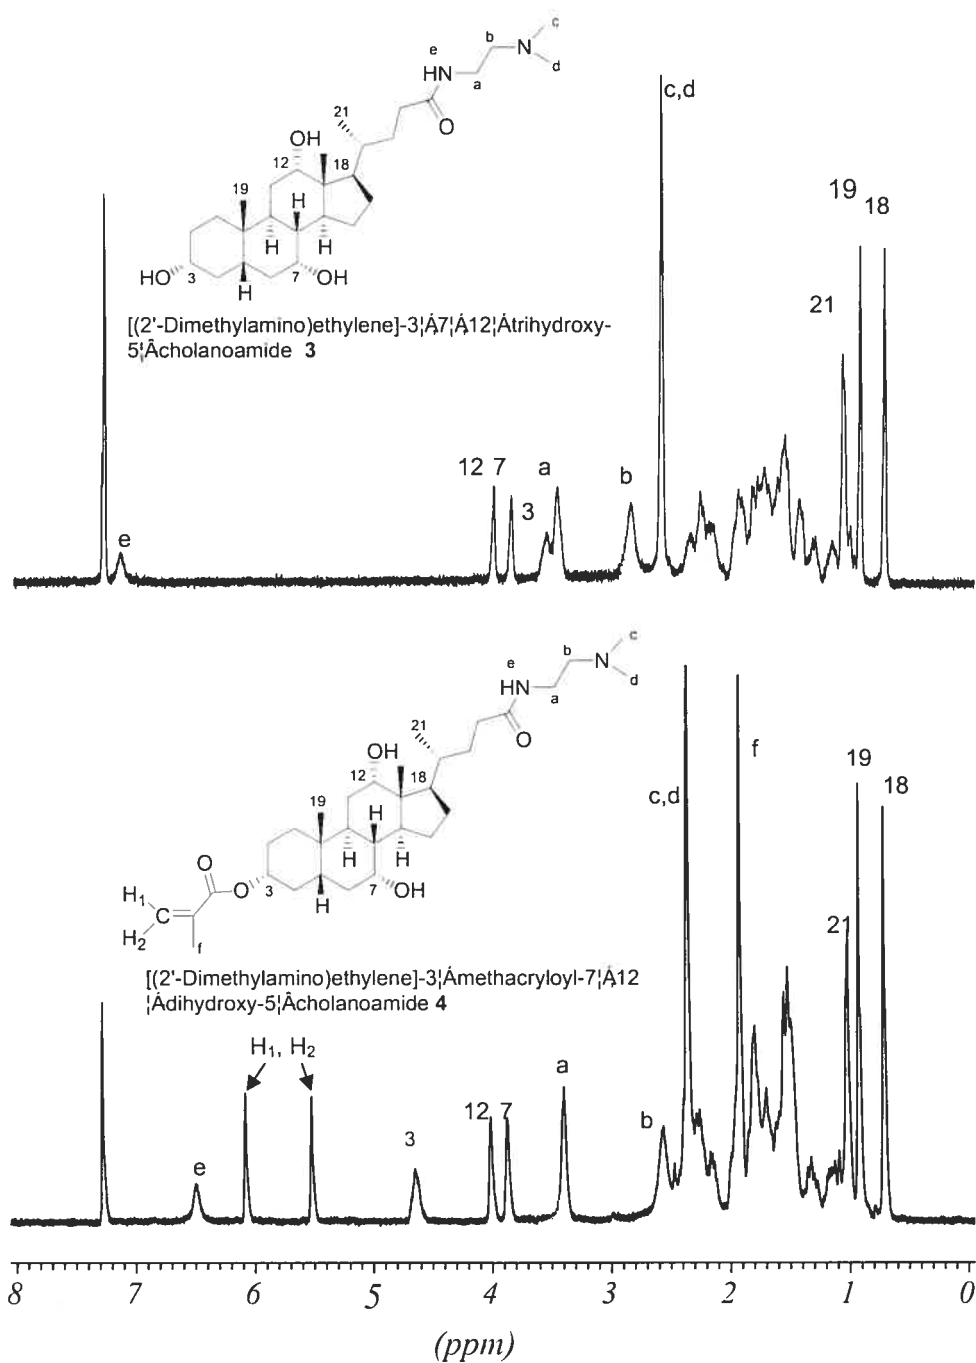 c
b
e
N
HN
d
a
21
O
OH
12
18
19
H
H
H
HO
3
7
OH
H
[(2'-Dimethylamino)ethylene]-3¦Á,7¦Á,12¦Átrihydroxy-
5¦Âcholanoamide 3
c,d
19
18
21
12 7
a
3
b
e
c
b
e
N
HN
d
a
21
O
OH
12
18
19
H
O
H
H
H1
O
3
7
OH
C
H
H2
f
[(2'-Dimethylamino)ethylene]-3¦Ámethacryloyl-7¦Á,12
¦Ádihydroxy-5¦Âcholanoamide 4
f
19
c,d
18
21
H1, H2
a
12 7
b
3
e
8 7 6 5 4 3 2 1 0
(ppm)